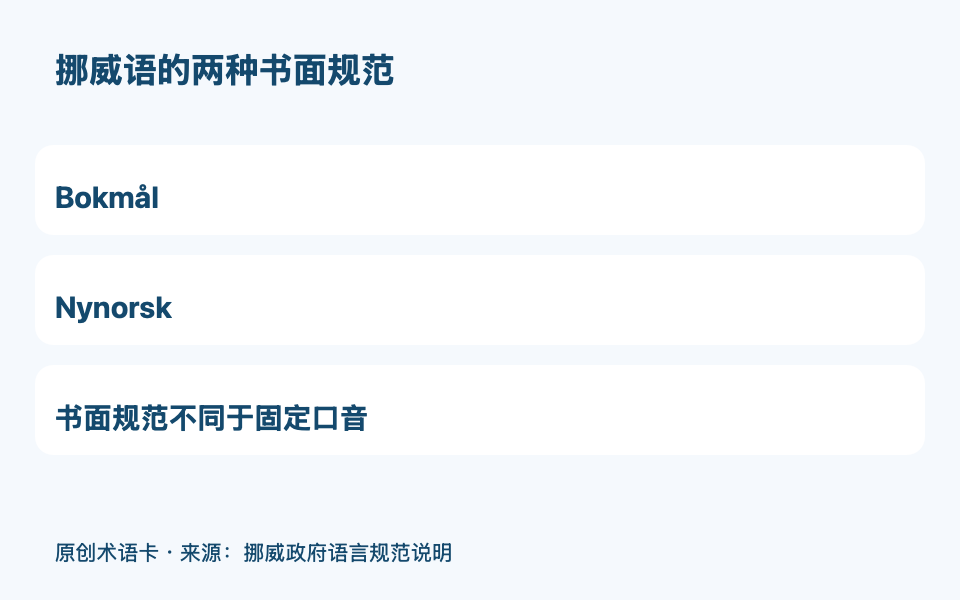 挪威语的两种书面规范
Bokmål
Nynorsk
书面规范不同于固定口音
原创术语卡 · 来源：挪威政府语言规范说明